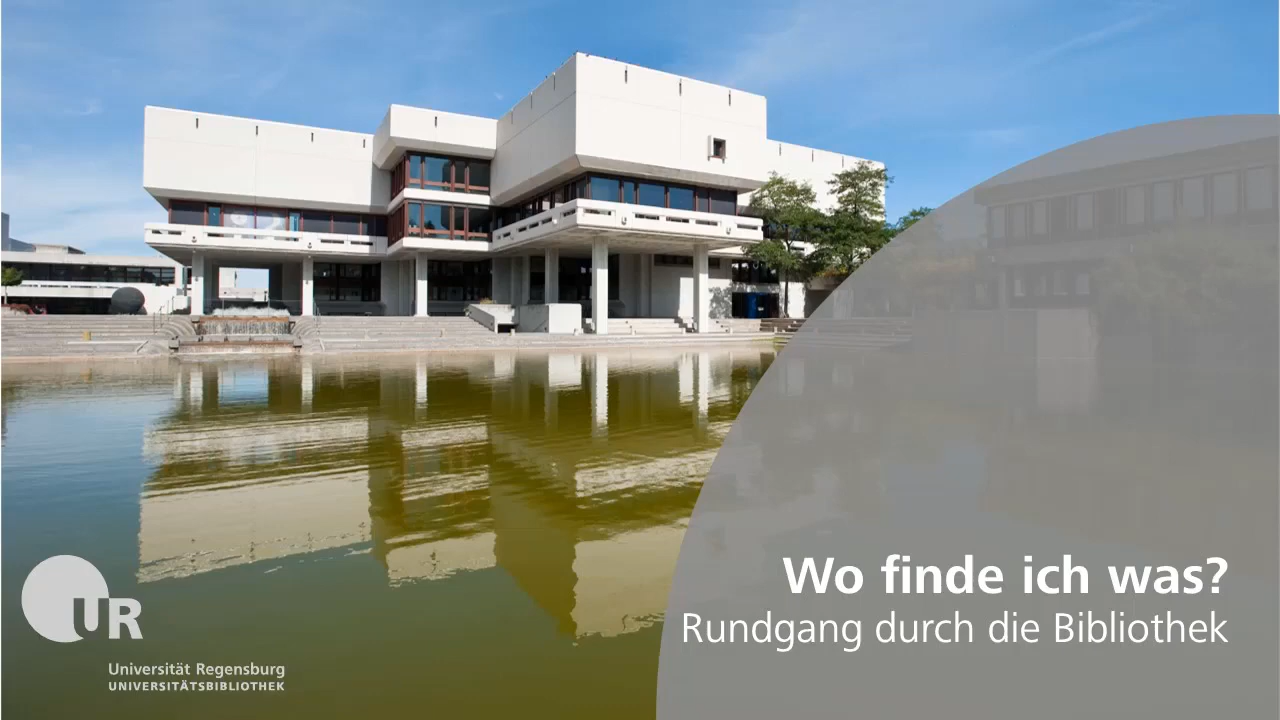 Wo finde ich was?
Rundgang durch die Bibliothek
UR
Universität Regensburg
UNIVERSITÄTSBIBLIOTHEK